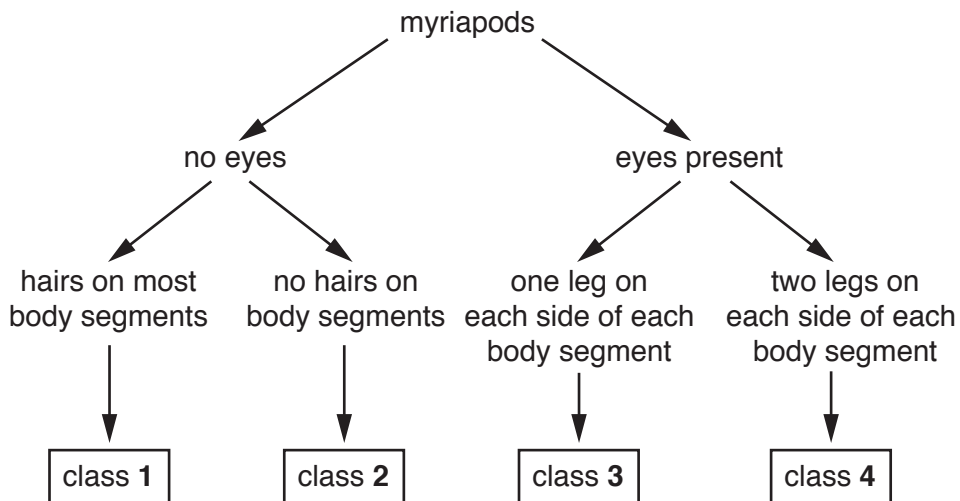 myriapods
no eyes
eyes present
hairs on most
body segments
no hairs on
body segments
one leg on
each side of each
body segment
two legs on
each side of each
body segment
class 1
class 2
class 3
class 4